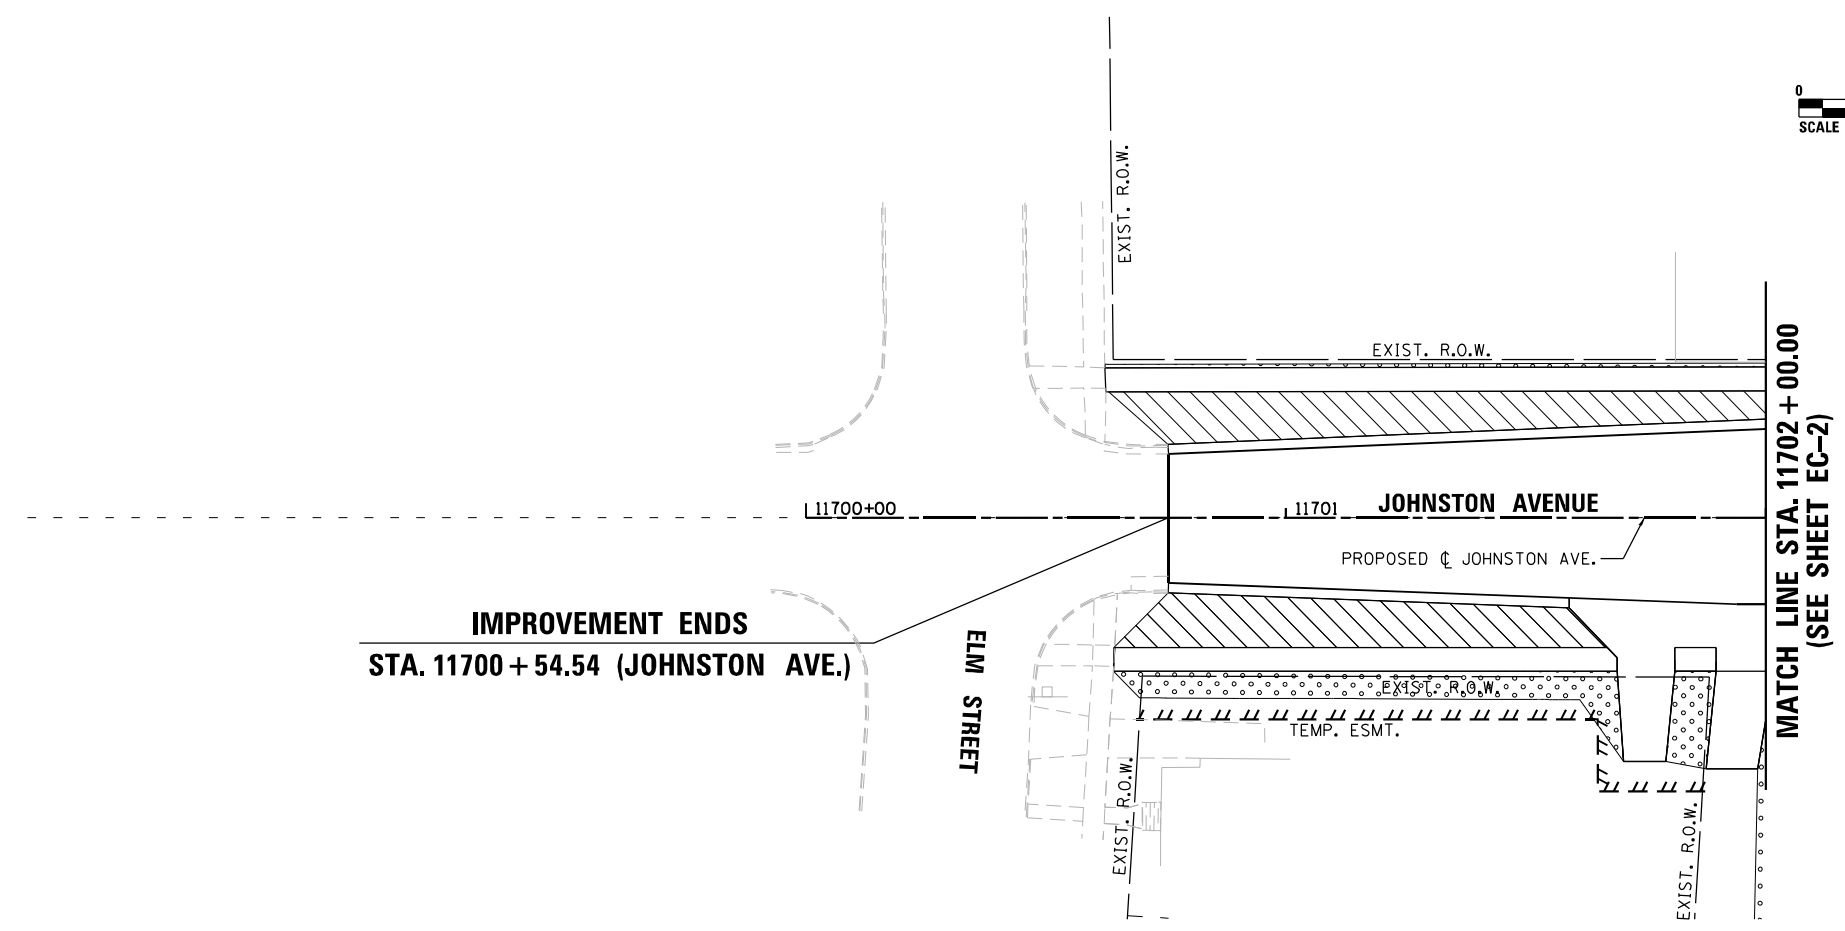 0
SCALE
EXIST. R.O.W.
EXIST. R.O.W.
MATCH LINE STA. 11702 + 00.00
(SEE SHEET EC-2)
11700+00
11701
JOHNSTON AVENUE
PROPOSED ℄ JOHNSTON AVE.
IMPROVEMENT ENDS
STA. 11700 + 54.54 (JOHNSTON AVE.)
ELM STREET
EXIST. R.O.W.
TEMP. ESMT.
EXIST. R.O.W.
EXIST. R.O.W.